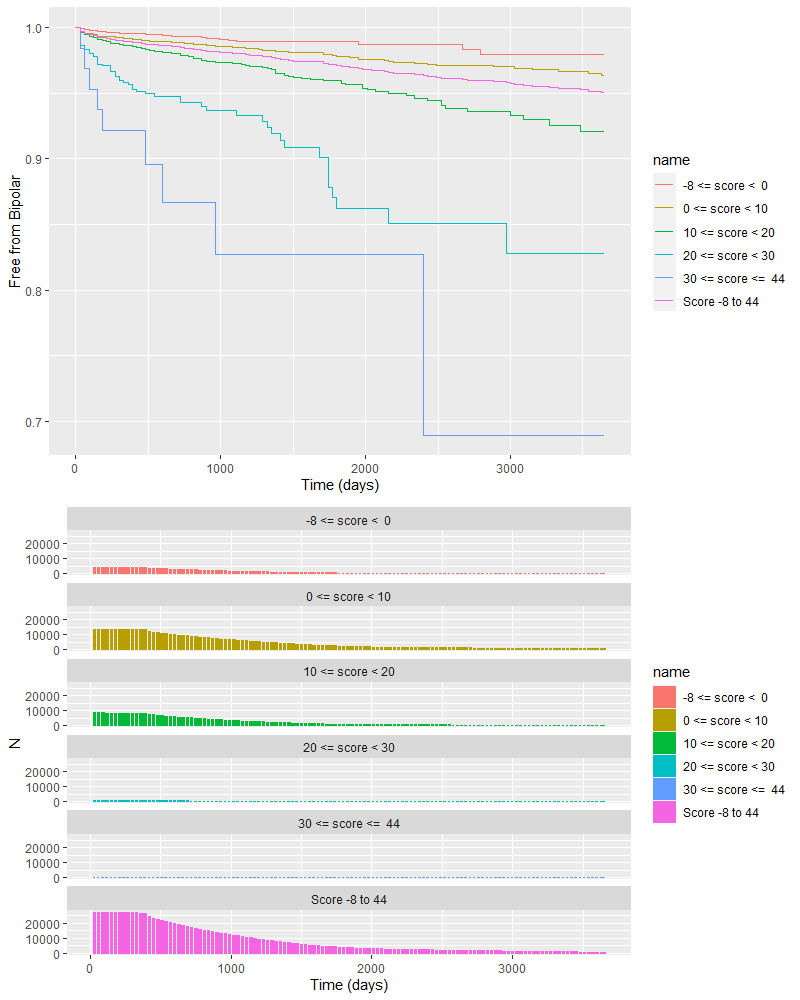 1.0
0.9
0.8
0.7
Free from Bipolar
0
1000
2000
3000
Time (days)
name
-8 <= score <  0
0 <= score < 10
10 <= score < 20
20 <= score < 30
30 <= score <=  44
Score -8 to 44
-8 <= score <  0
20000
10000
0
0 <= score < 10
20000
10000
0
10 <= score < 20
20000
10000
0
20 <= score < 30
20000
10000
0
30 <= score <=  44
20000
10000
0
Score -8 to 44
20000
10000
0
N
0
1000
2000
3000
Time (days)
name
-8 <= score <  0
0 <= score < 10
10 <= score < 20
20 <= score < 30
30 <= score <=  44
Score -8 to 44